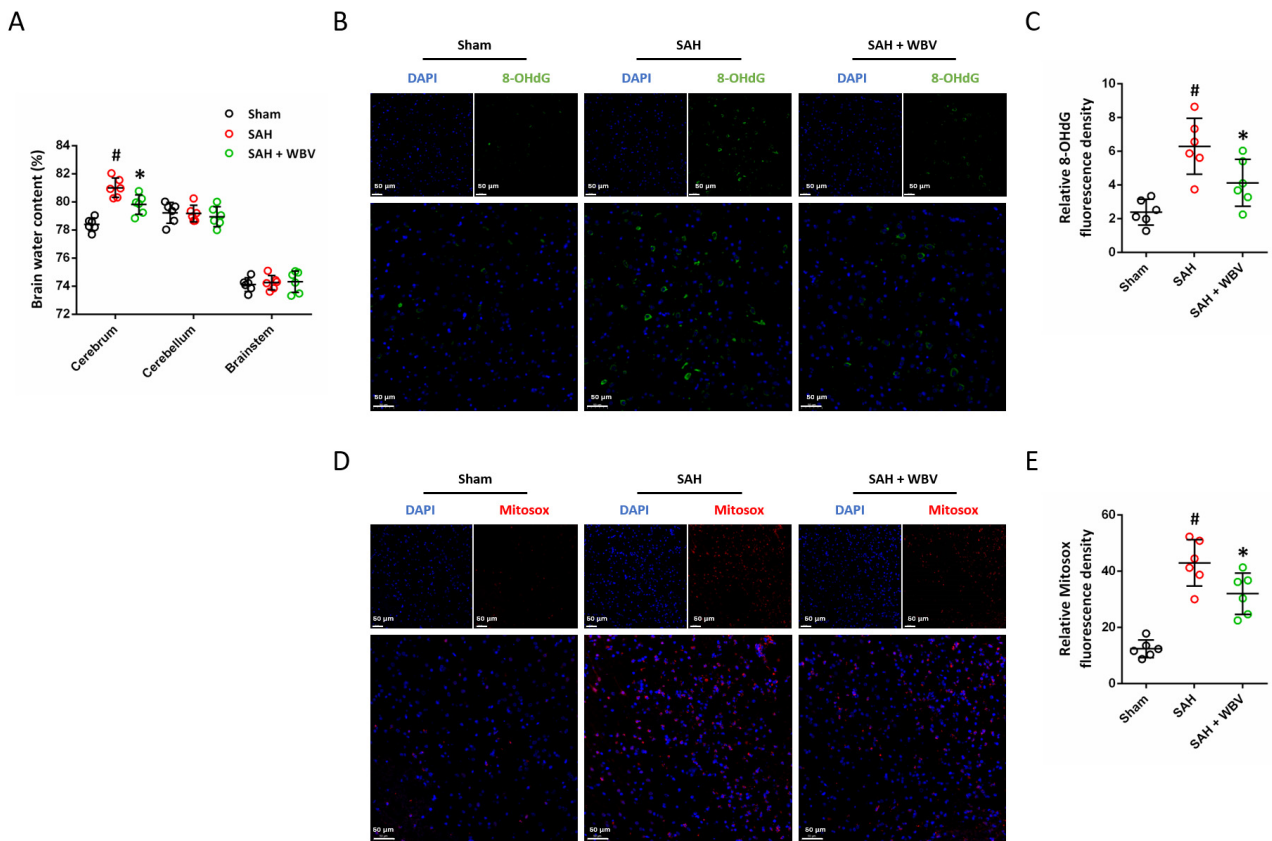 A
Sham
SAH
SAH + WBV
Brain water content (%)
84
82
80
78
76
74
72
#
*
Cerebrum
Cerebellum
Brainstem
B
Sham
SAH
SAH + WBV
DAPI
8-OHdG
DAPI
8-OHdG
DAPI
8-OHdG
50 µm
50 µm
50 µm
50 µm
50 µm
50 µm
50 µm
50 µm
50 µm
C
Relative 8-OHdG
fluorescence density
10
8
6
4
2
0
#
*
Sham
SAH
SAH + WBV
D
Sham
SAH
SAH + WBV
DAPI
Mitosox
DAPI
Mitosox
DAPI
Mitosox
50 µm
50 µm
50 µm
50 µm
50 µm
50 µm
50 µm
50 µm
50 µm
E
Relative Mitosox
fluorescence density
60
40
20
0
#
*
Sham
SAH
SAH + WBV